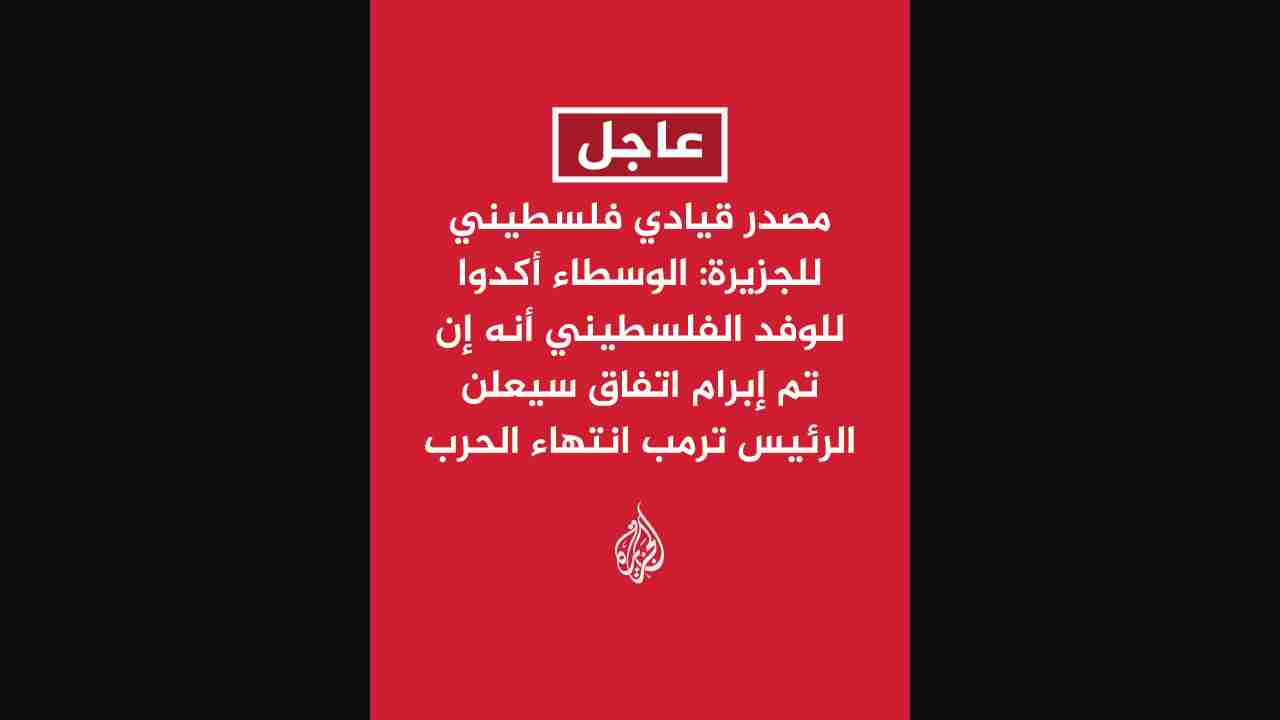 عاجل
مصدر قيادي فلسطيني
للجزيرة: الوسطاء أكدوا
للوفد الفلسطيني أنه إن
تم إبرام اتفاق سيعلن
الرئيس ترمب انتهاء الحرب
الجزيرة